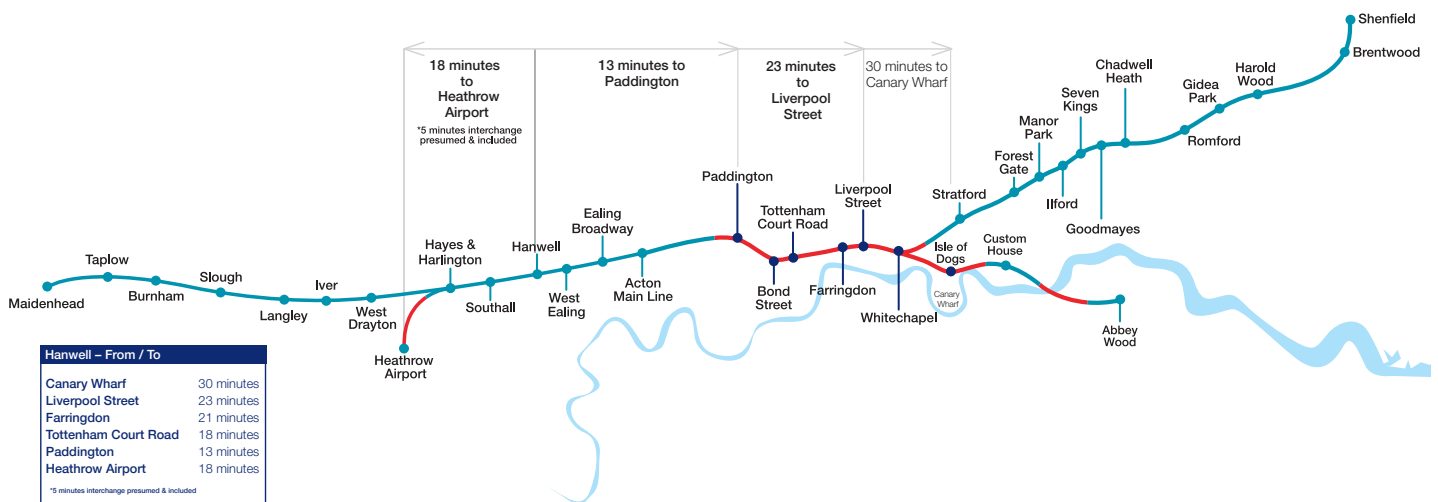 Shenfield
Brentwood
18 minutes
to
Heathrow
Airport
*5 minutes interchange
presumed & included
13 minutes to
Paddington
23 minutes
to
Liverpool
Street
30 minutes to
Canary Wharf
Chadwell
Heath
Gidea
Park
Harold
Wood
Seven
Kings
Manor
Park
Romford
Forest
Gate
Ilford
Goodmayes
Stratford
Paddington
Liverpool
Street
Tottenham
Court Road
Ealing
Broadway
Hayes &
Harlington
Hanwell
Isle of
Dogs
Custom
House
Taplow
Slough
Iver
Maidenhead
Burnham
Langley
West
Drayton
Southall
West
Ealing
Acton
Main Line
Bond
Street
Farringdon
Whitechapel
Canary
Wharf
Abbey
Wood
Heathrow
Airport
Hanwell – From / To
Canary Wharf 30 minutes
Liverpool Street 23 minutes
Farringdon 21 minutes
Tottenham Court Road 18 minutes
Paddington 13 minutes
Heathrow Airport 18 minutes
*5 minutes interchange presumed & included